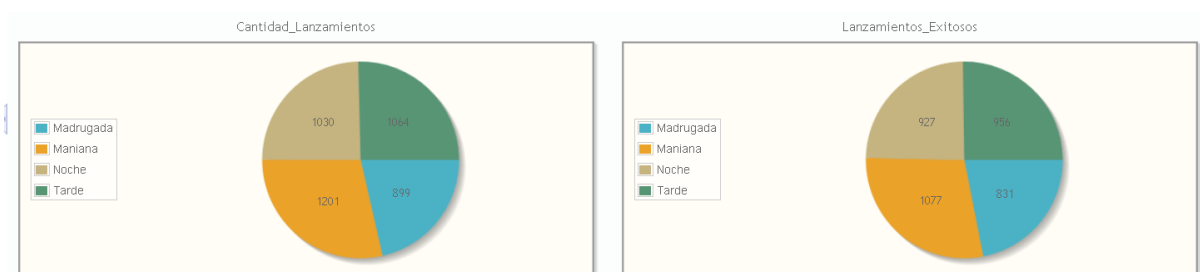 Cantidad_Lanzamientos
Madrugada
Maniana
Noche
Tarde
1030
1064
1201
899
Lanzamientos_Exitosos
Madrugada
Maniana
Noche
Tarde
927
956
1077
831